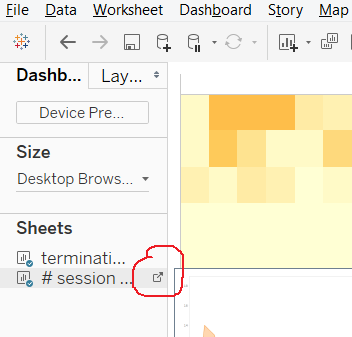 File Data Worksheet Dashboard Story Map
Dashb... Lay...
Device Pre...
Size
Desktop Brows...
Sheets
terminati...
# session ...